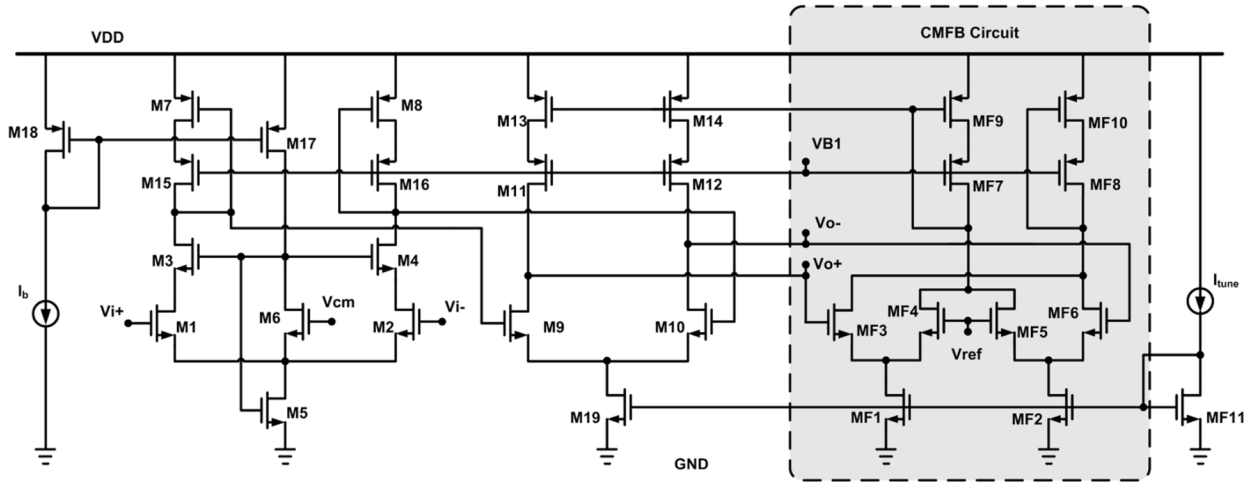 CMFB Circuit
VDD
M7
M8
M18
M17
M13
M14
MF9
MF10
VB1
M15
M16
M11
M12
MF7
MF8
Vo-
M3
M4
Vo+
Ib
Itune
Vi+
Vcm
Vi-
MF4
MF6
M1
M6
M2
M9
M10
MF3
MF5
Vref
M5
M19
MF1
MF2
MF11
GND